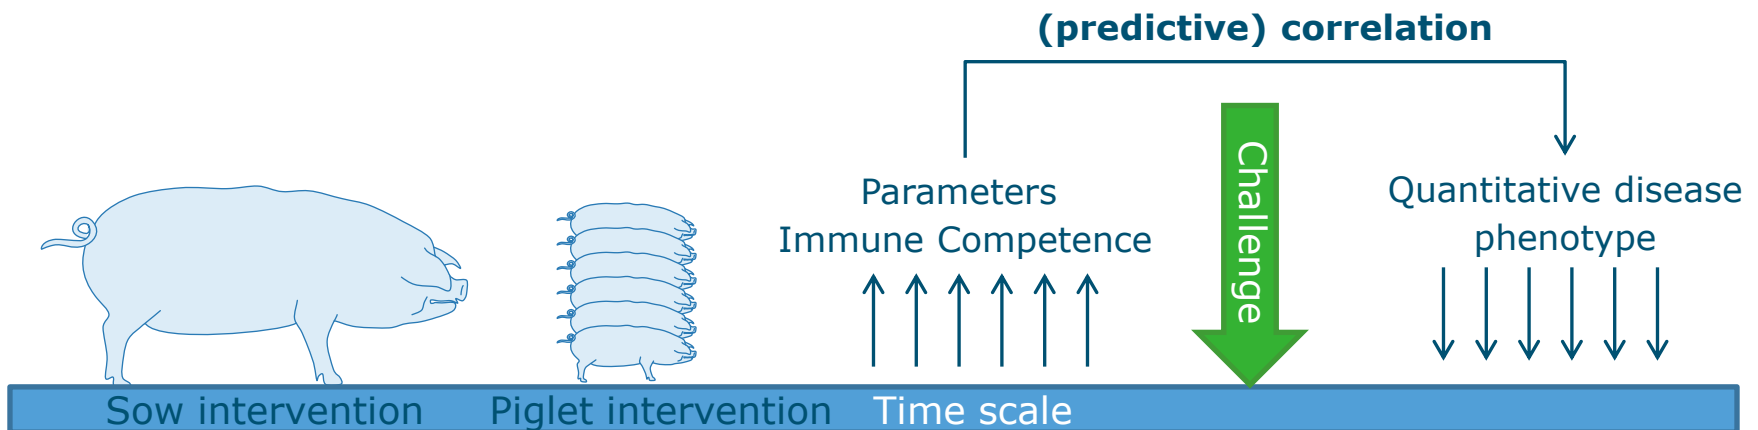 (predictive) correlation
Challenge
Parameters
Immune Competence
Quantitative disease
phenotype
Sow intervention
Piglet intervention
Time scale